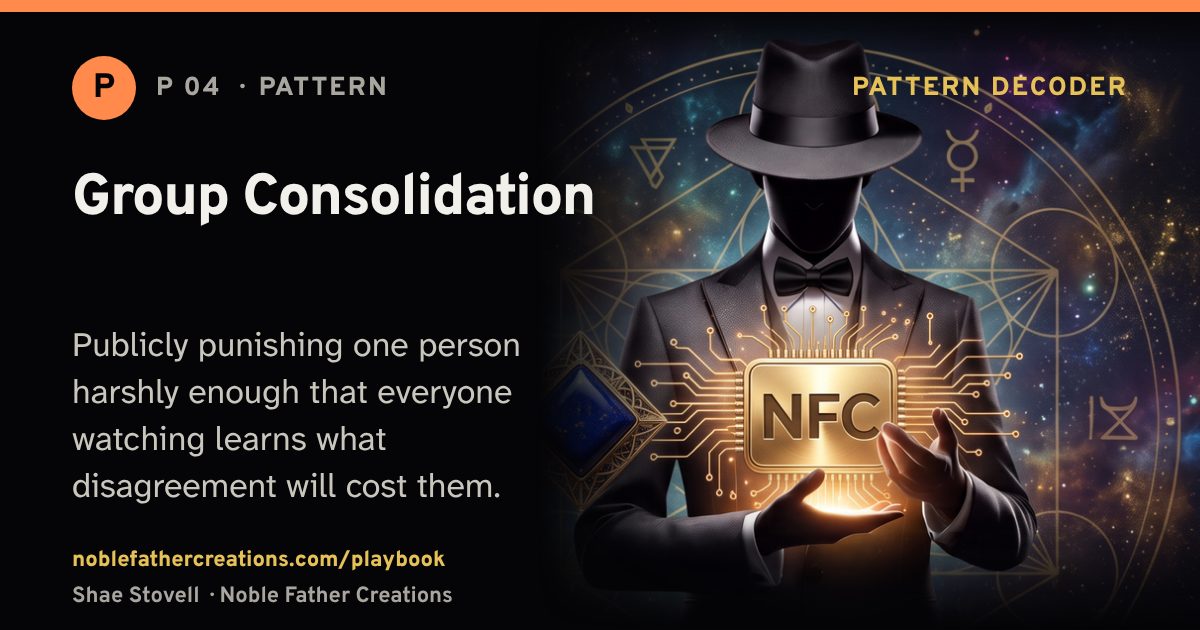 P
P 04 · PATTERN
PATTERN DECODER
Group Consolidation
Publicly punishing one person
harshly enough that everyone
watching learns what
disagreement will cost them.
NFC
noblefathercreations.com/playbook
Shae Stovell · Noble Father Creations